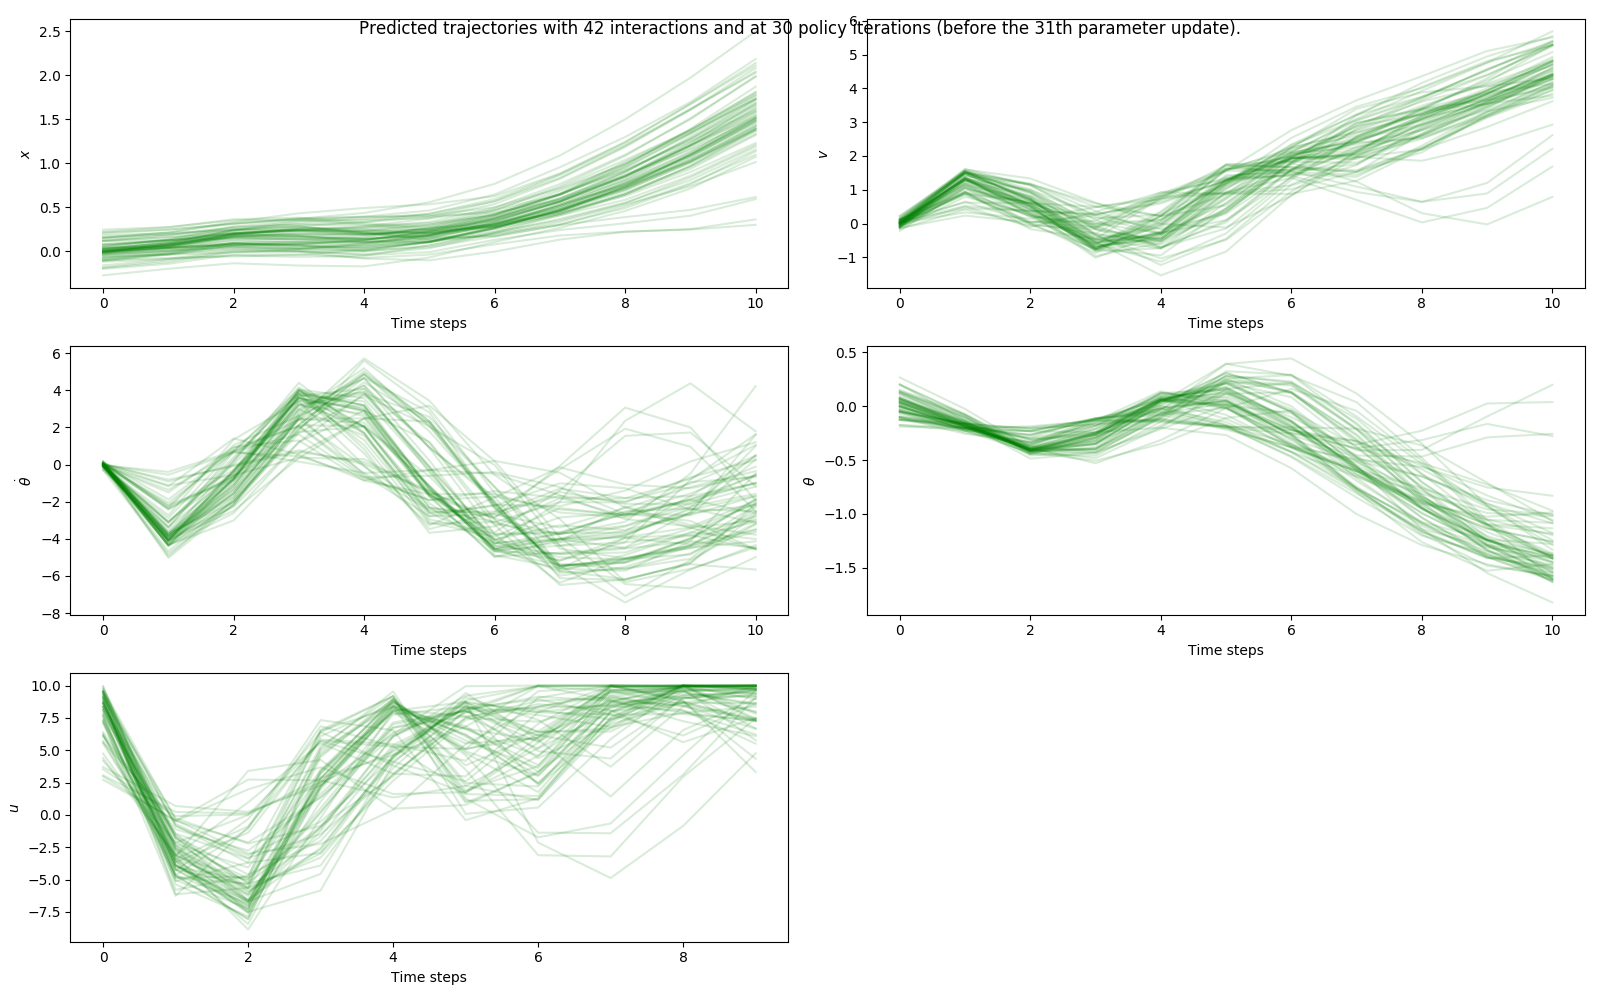 Predicted trajectories with 42 interactions and at 30 policy iterations (before the 31th parameter update).
2.5
2.0
1.5
1.0
0.5
0.0
x
0 2 4 6 8 10
Time steps
6
5
4
3
2
1
0
−1
v
0 2 4 6 8 10
Time steps
6
4
2
0
−2
−4
−6
−8
θ̇
0 2 4 6 8 10
Time steps
0.5
0.0
−0.5
−1.0
−1.5
θ
0 2 4 6 8 10
Time steps
10.0
7.5
5.0
2.5
0.0
−2.5
−5.0
−7.5
u
0 2 4 6 8
Time steps